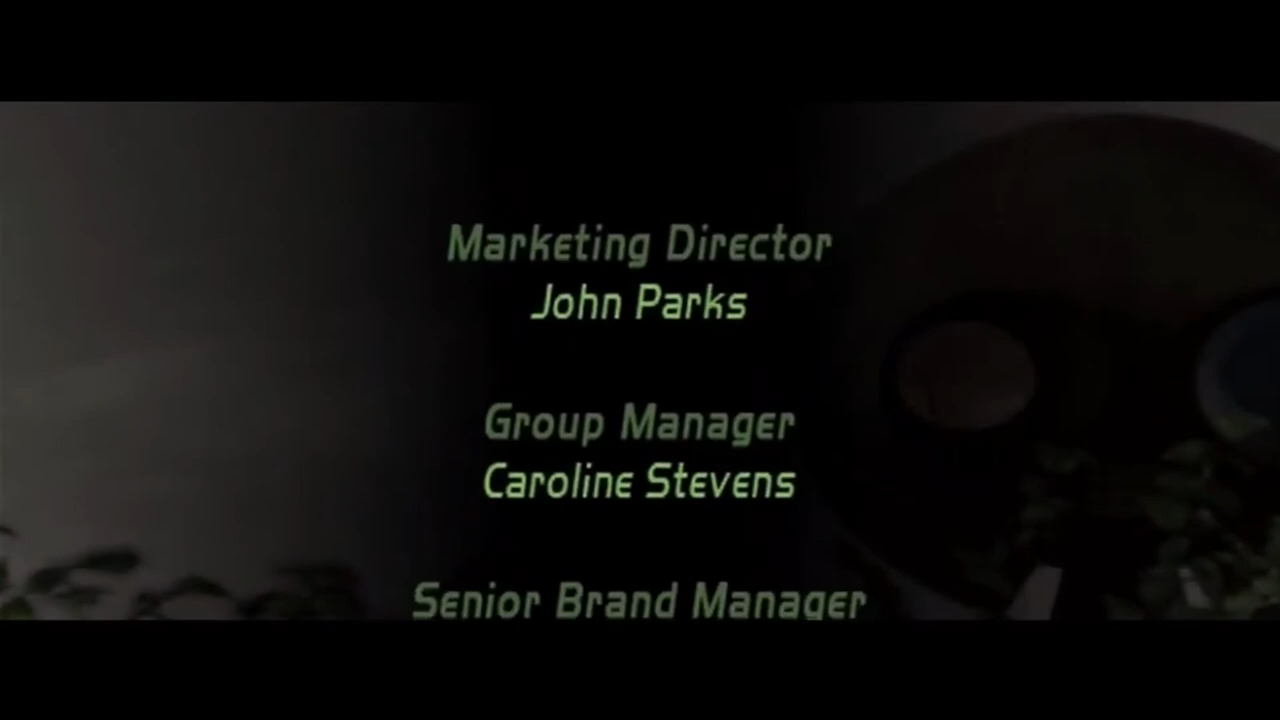 Marketing Director
John Parks
Group Manager
Caroline Stevens
Senior Brand Manager